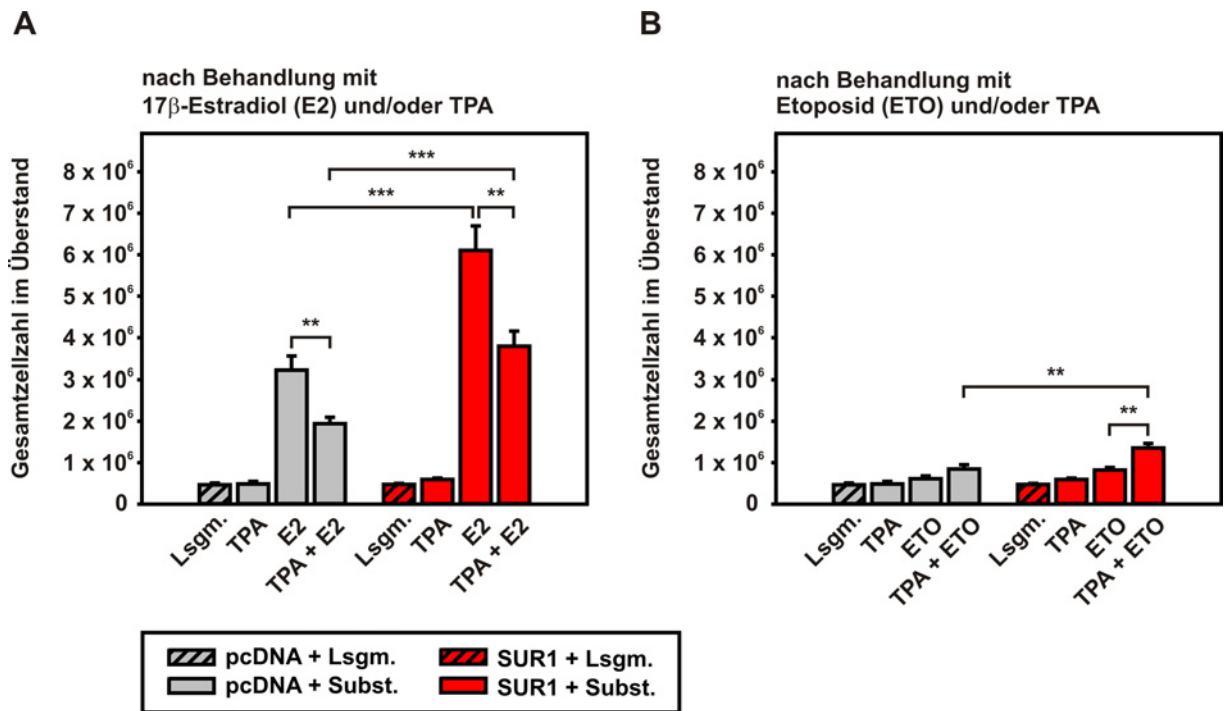 A
nach Behandlung mit
17β-Estradiol (E2) und/oder TPA
Gesamtzellzahl im Überstand
8 x 10⁶
7 x 10⁶
6 x 10⁶
5 x 10⁶
4 x 10⁶
3 x 10⁶
2 x 10⁶
1 x 10⁶
0
***
***
**
**
Lsgm.
TPA
E2
TPA + E2
Lsgm.
TPA
E2
TPA + E2
B
nach Behandlung mit
Etoposid (ETO) und/oder TPA
Gesamtzellzahl im Überstand
8 x 10⁶
7 x 10⁶
6 x 10⁶
5 x 10⁶
4 x 10⁶
3 x 10⁶
2 x 10⁶
1 x 10⁶
0
**
**
Lsgm.
TPA
ETO
TPA + ETO
Lsgm.
TPA
ETO
TPA + ETO
pcDNA + Lsgm.
SUR1 + Lsgm.
pcDNA + Subst.
SUR1 + Subst.